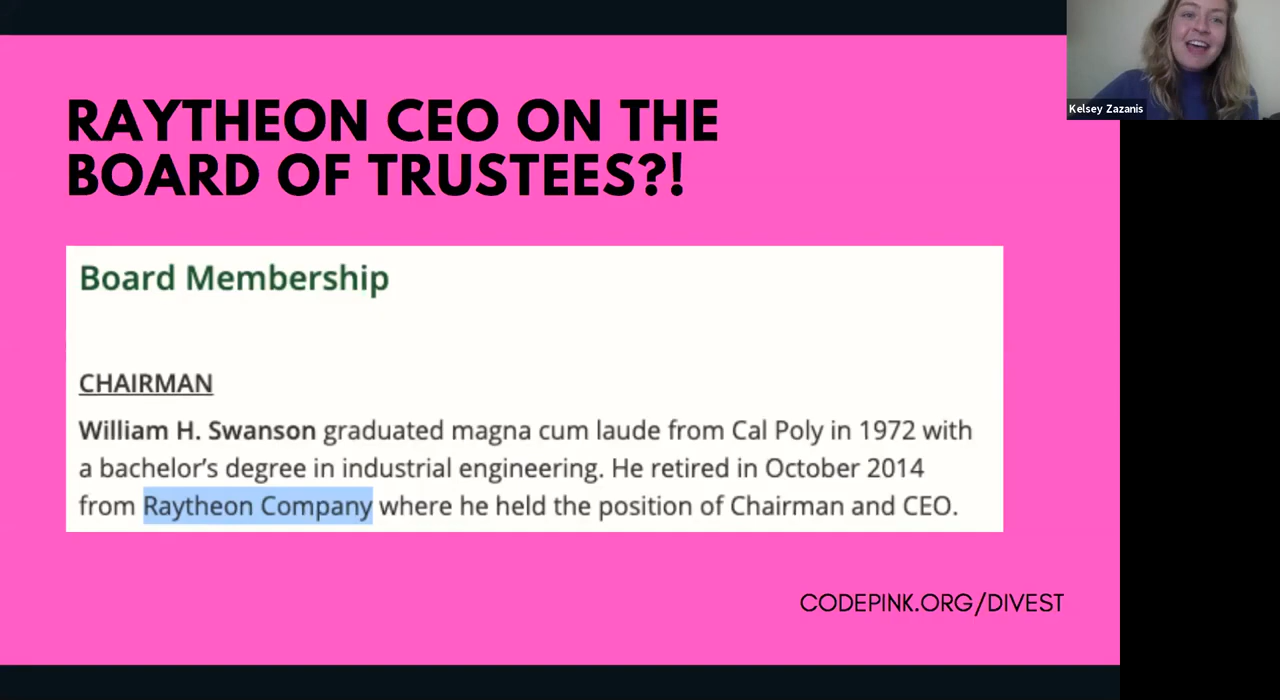 RAYTHEON CEO ON THE
BOARD OF TRUSTEES?!
Kelsey Zazanis
Board Membership
CHAIRMAN
William H. Swanson graduated magna cum laude from Cal Poly in 1972 with
a bachelor’s degree in industrial engineering. He retired in October 2014
from Raytheon Company where he held the position of Chairman and CEO.
CODEPINK.ORG/DIVEST